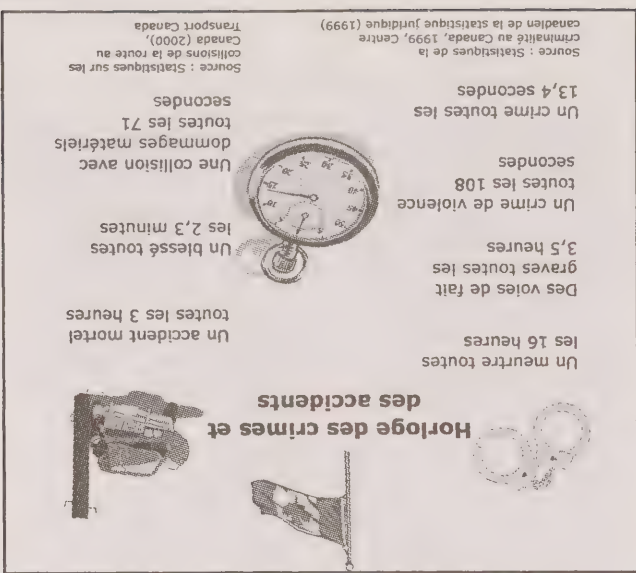 Horloge des crimes et
des accidents
Un meurtre toutes
les 16 heures
Des voies de fait
graves toutes les
3,5 heures
Un crime de violence
toutes les 108
secondes
Un crime toutes les
13,4 secondes
Source : Statistiques de la
criminalité au Canada, 1999, Centre
canadien de la statistique juridique (1999)
Un accident mortel
toutes les 3 heures
Un blessé toutes
les 2,3 minutes
Une collision avec
dommages matériels
toutes les 71
secondes
Source : Statistiques sur les
collisions de la route au
Canada (2000),
Transport Canada